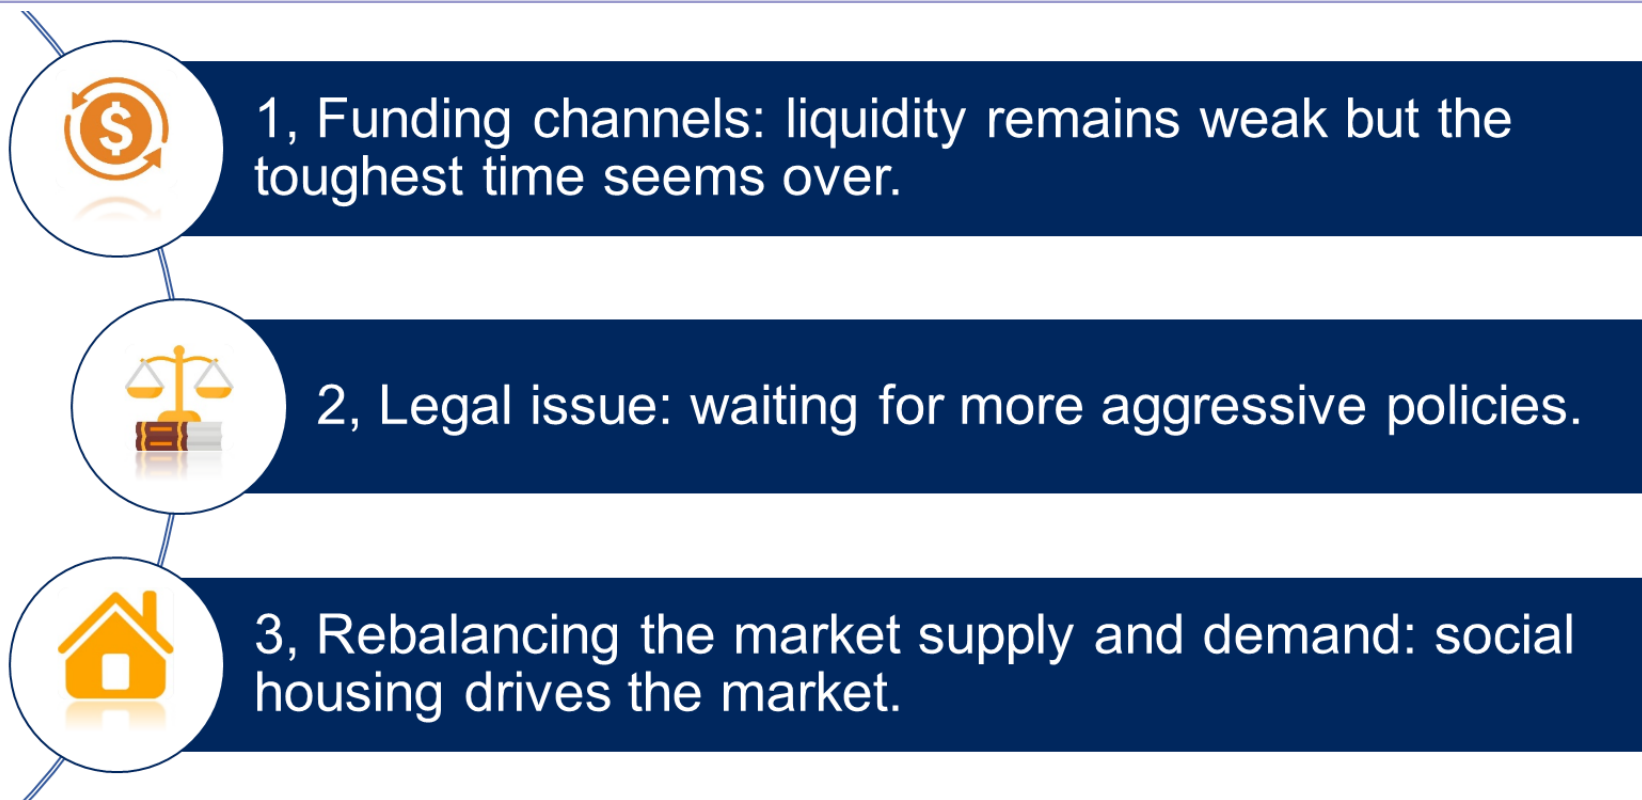 1, Funding channels: liquidity remains weak but the
toughest time seems over.
2, Legal issue: waiting for more aggressive policies.
3, Rebalancing the market supply and demand: social
housing drives the market.